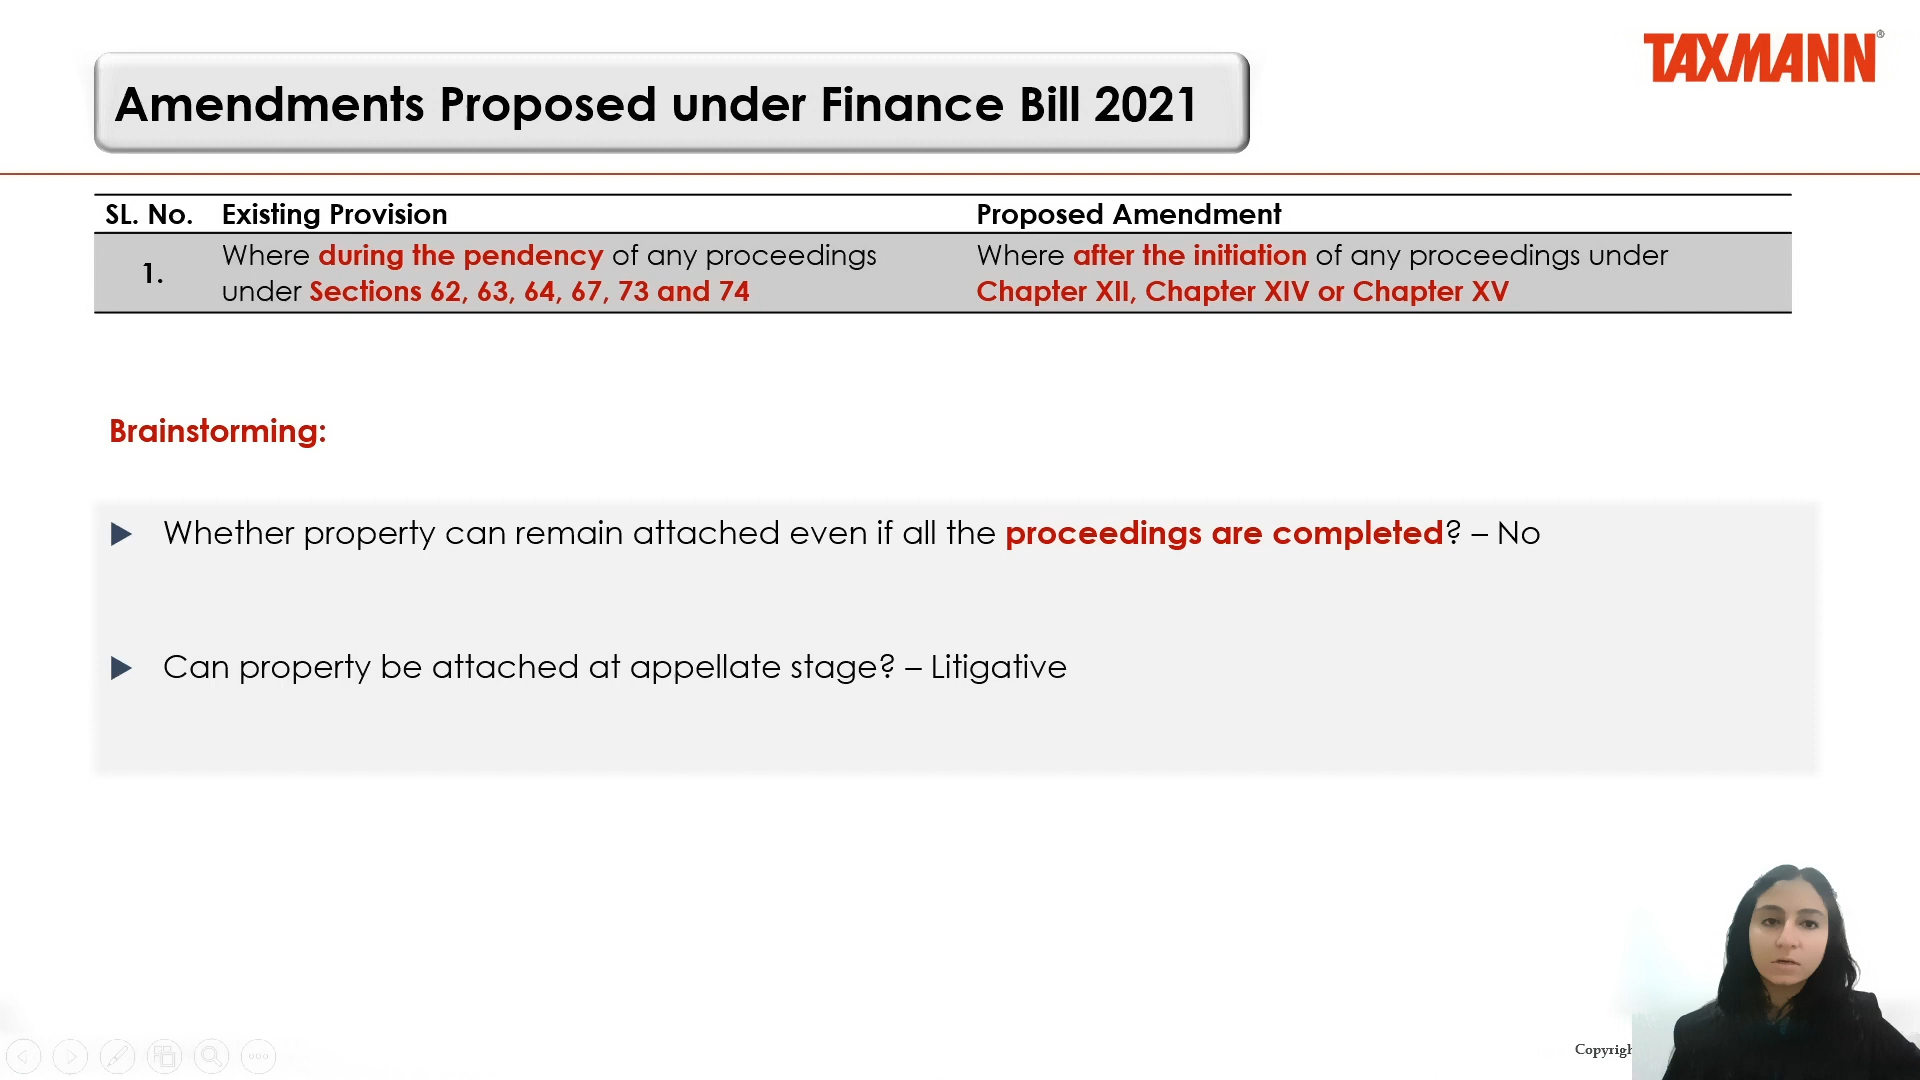 TAXMANN®
Amendments Proposed under Finance Bill 2021
SL. No. Existing Provision Proposed Amendment
1. Where during the pendency of any proceedings under Sections 62, 63, 64, 67, 73 and 74
Where after the initiation of any proceedings under Chapter XII, Chapter XIV or Chapter XV
Brainstorming:
Whether property can remain attached even if all the proceedings are completed? – No
Can property be attached at appellate stage? – Litigative